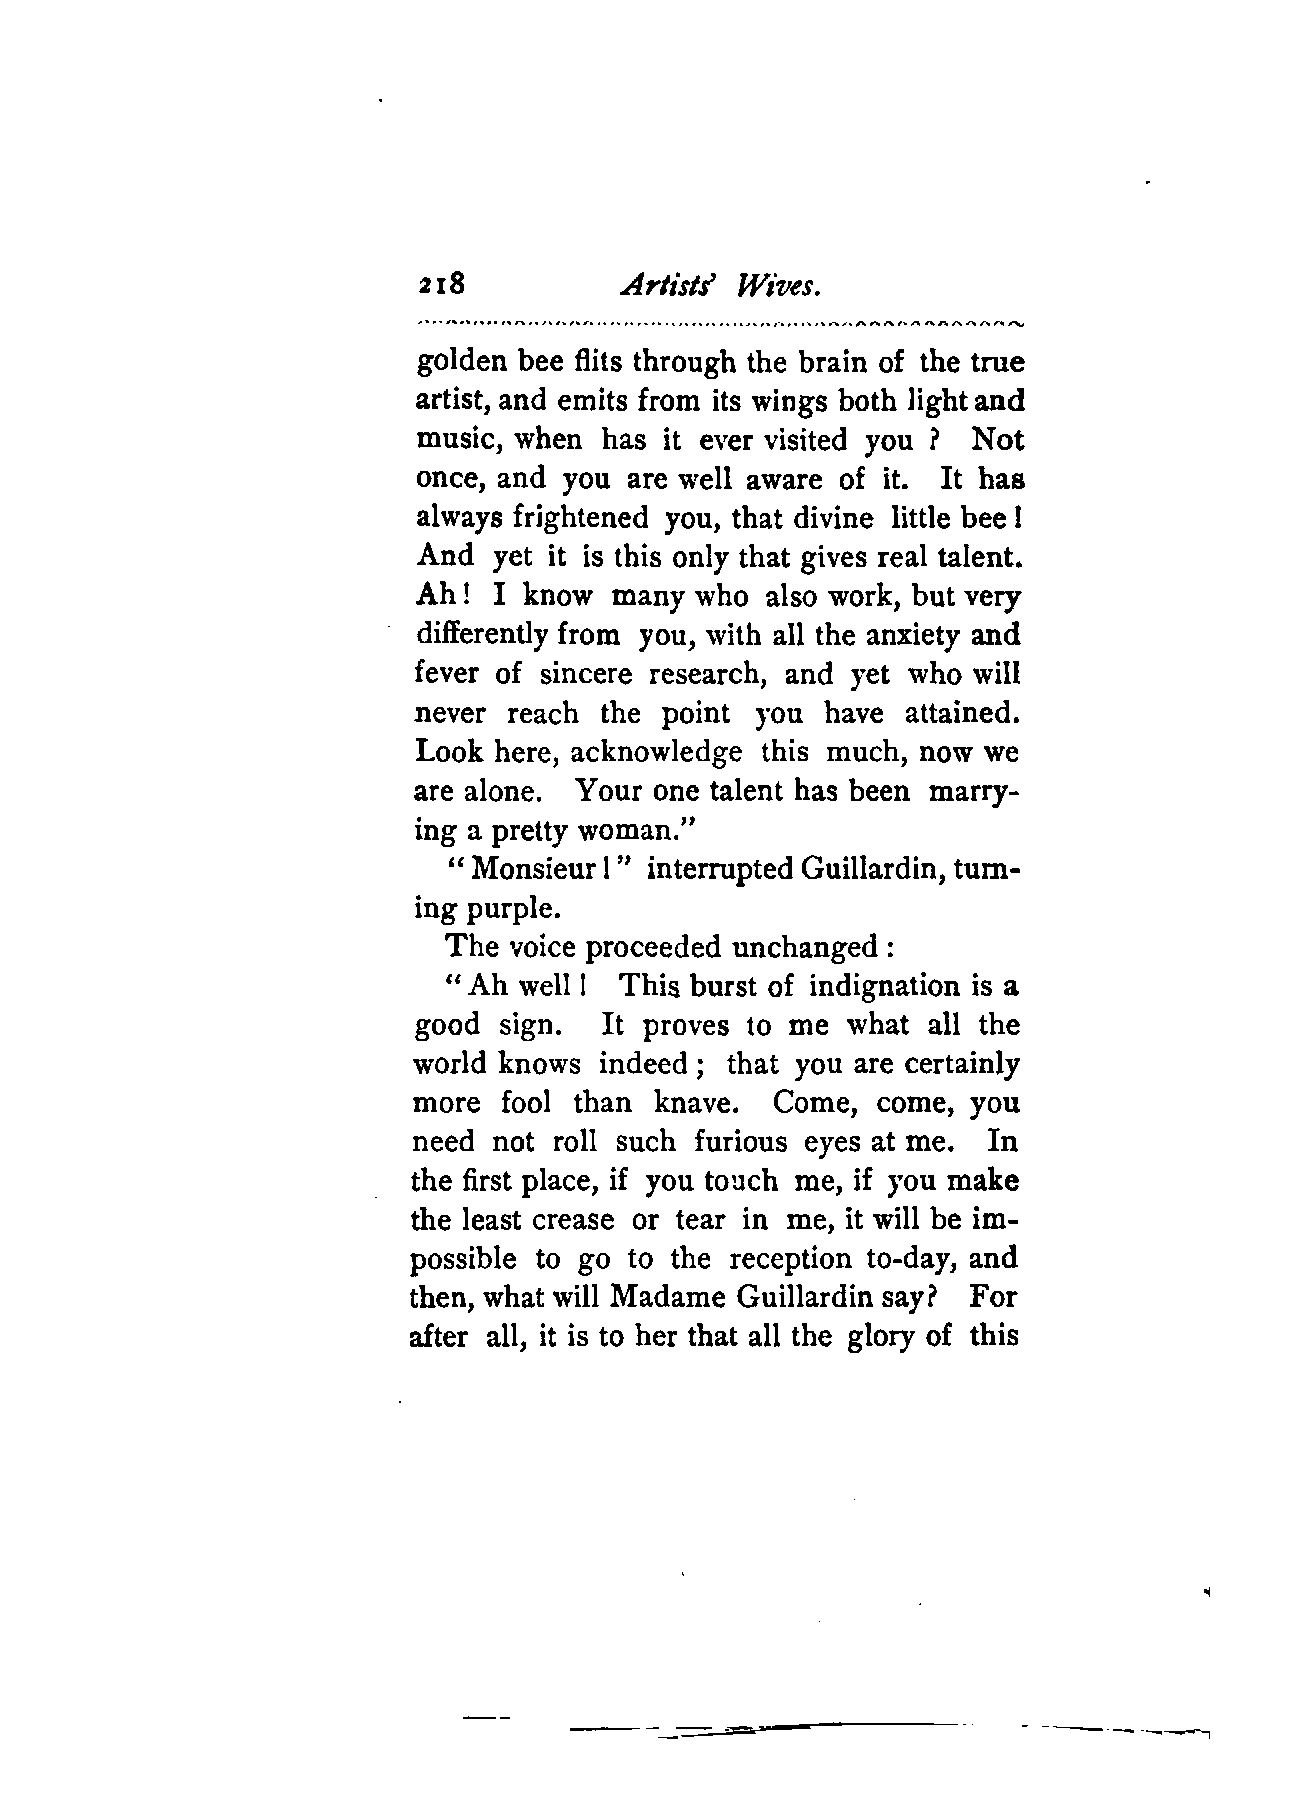 218 Artists' Wives.
golden bee flits through the brain of the true
artist, and emits from its wings both light and
music, when has it ever visited you ? Not
once, and you are well aware of it. It has
always frightened you, that divine little bee !
And yet it is this only that gives real talent.
Ah ! I know many who also work, but very
differently from you, with all the anxiety and
fever of sincere research, and yet who will
never reach the point you have attained.
Look here, acknowledge this much, now we
are alone. Your one talent has been marry-
ing a pretty woman."
" Monsieur ! " interrupted Guillardin, turn-
ing purple.
The voice proceeded unchanged :
" Ah well ! This burst of indignation is a
good sign. It proves to me what all the
world knows indeed ; that you are certainly
more fool than knave. Come, come, you
need not roll such furious eyes at me. In
the first place, if you touch me, if you make
the least crease or tear in me, it will be im-
possible to go to the reception to-day, and
then, what will Madame Guillardin say? For
after all, it is to her that all the glory of this